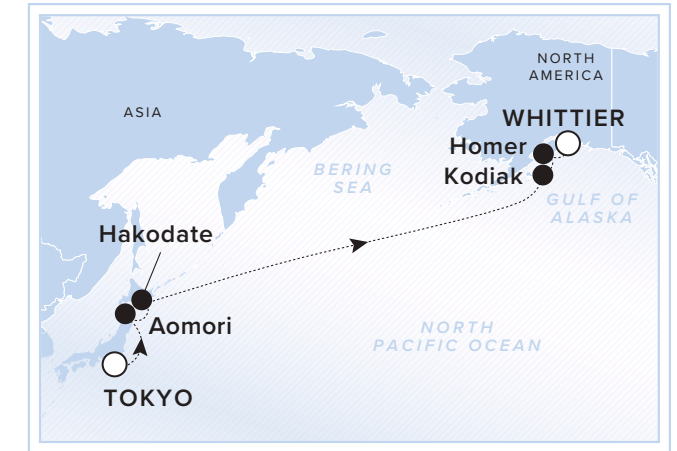 NORTH
AMERICA
ASIA
WHITTIER
Homer
Kodiak
BERING
SEA
GULF OF
ALASKA
Hakodate
Aomori
NORTH
PACIFIC OCEAN
TOKYO